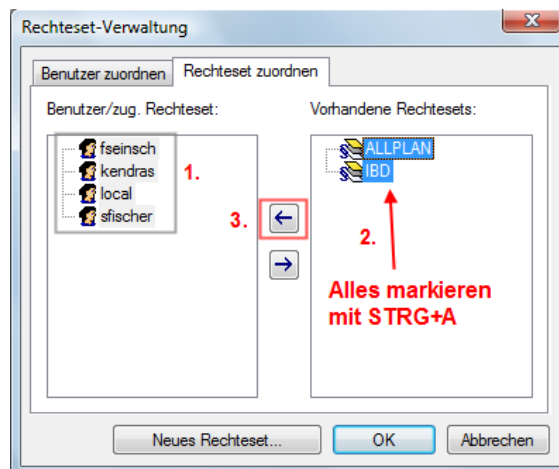 Rechteset-Verwaltung
Benutzer zuordnen
Rechteset zuordnen
Benutzer/zug. Rechteset:
Vorhandene Rechtesets:
fseinsch
kendras
local
sfischer
1.
ALLPLAN
IBD
3.
2.
Alles markieren
mit STRG+A
Neues Rechteset...
OK
Abbrechen